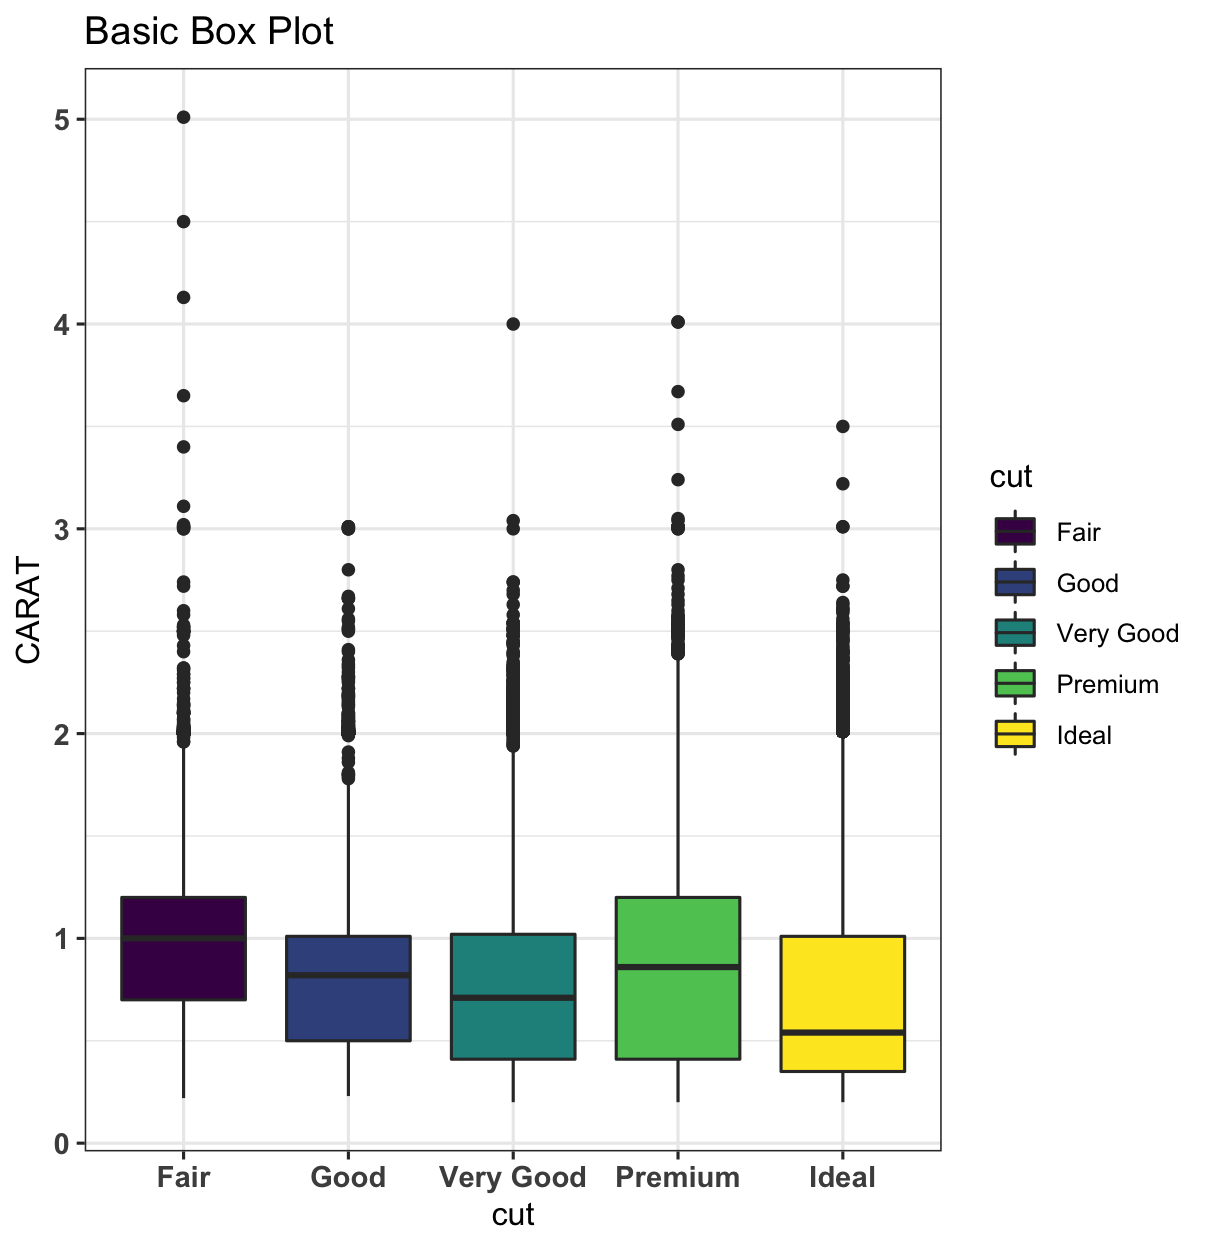 Basic Box Plot
5
4
3
2
1
0
CARAT
Fair Good Very Good Premium Ideal
cut
cut
Fair
Good
Very Good
Premium
Ideal